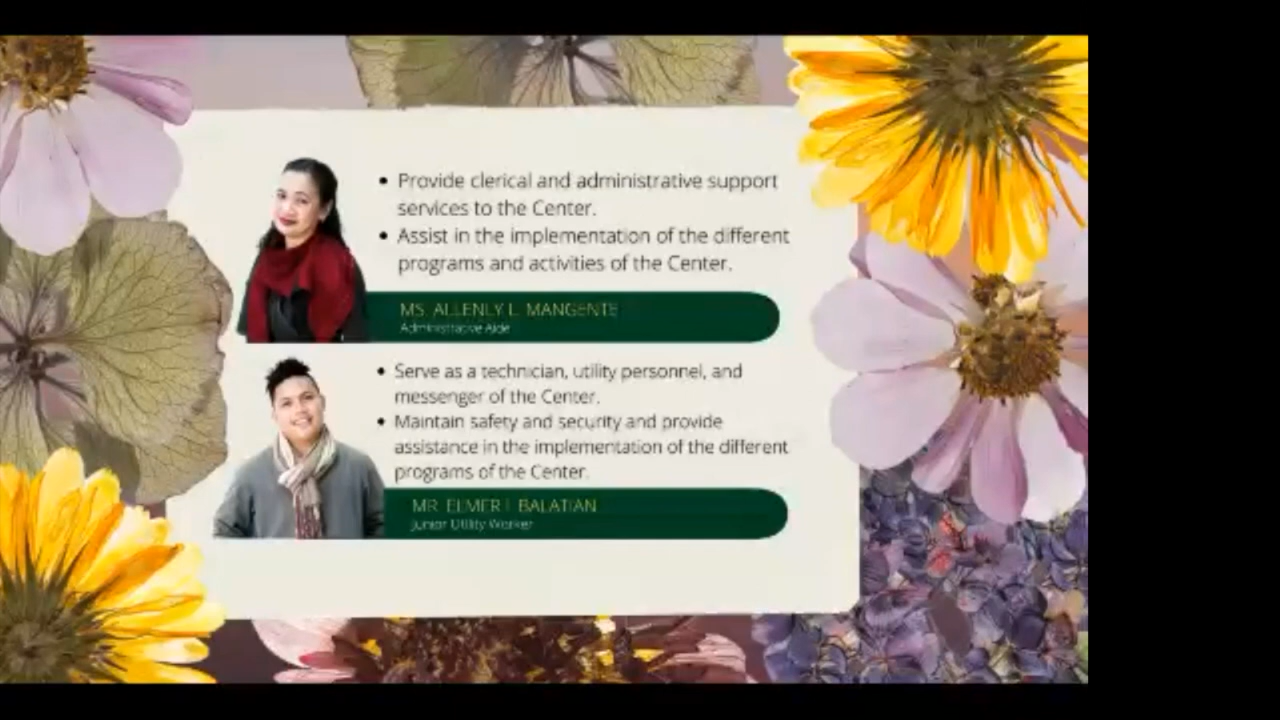 • Provide clerical and administrative support
services to the Center.
• Assist in the implementation of the different
programs and activities of the Center.
MS. ALLENLY L. MANGENTE
Administrative Aide
• Serve as a technician, utility personnel, and
messenger of the Center.
• Maintain safety and security and provide
assistance in the implementation of the different
programs of the Center.
MR. ELMER I. BALATIAN
Junior Utility Worker